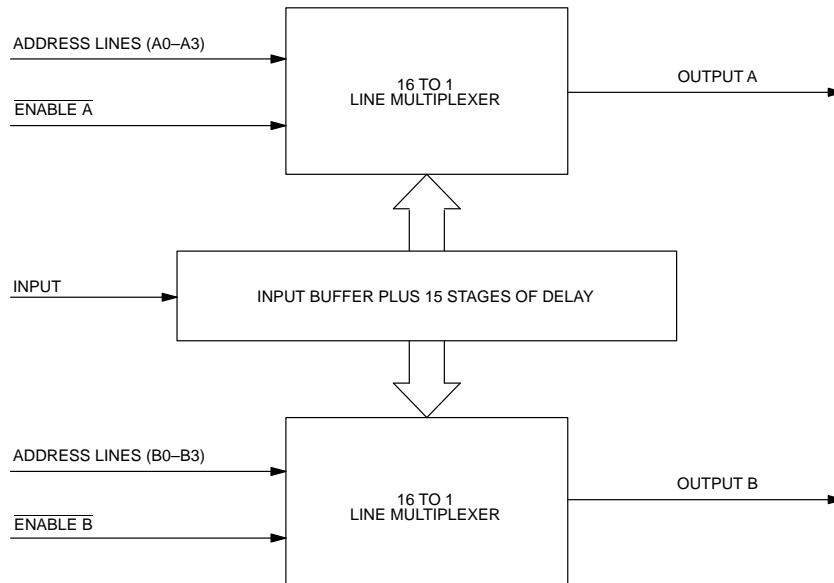 ADDRESS LINES (A0–A3)
ENABLE A
16 TO 1
LINE MULTIPLEXER
OUTPUT A
INPUT
INPUT BUFFER PLUS 15 STAGES OF DELAY
ADDRESS LINES (B0–B3)
ENABLE B
16 TO 1
LINE MULTIPLEXER
OUTPUT B